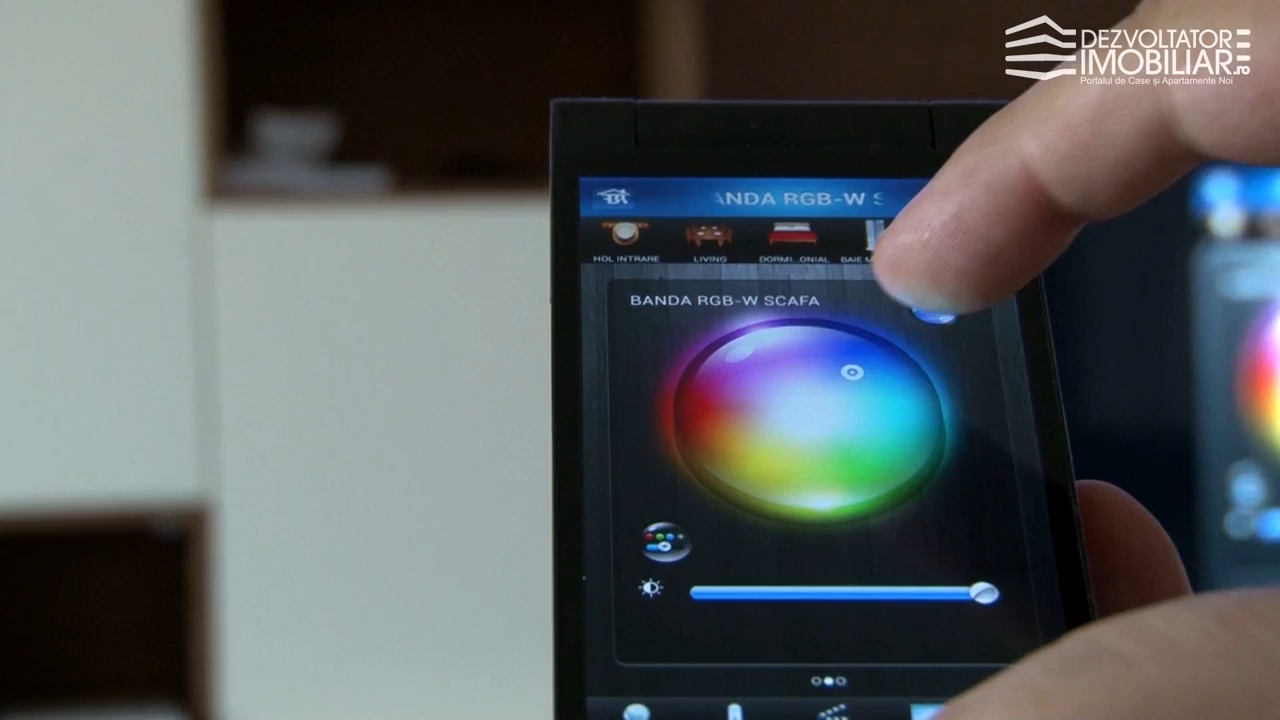 DEZVOLTATOR
IMOBILIAR.ro
Portalul de Case și Apartamente Noi
ANDA RGB-W S
HOL INTRARE
LIVING
DORMI...ONIAL
BAIE M
BANDA RGB-W SCAFA